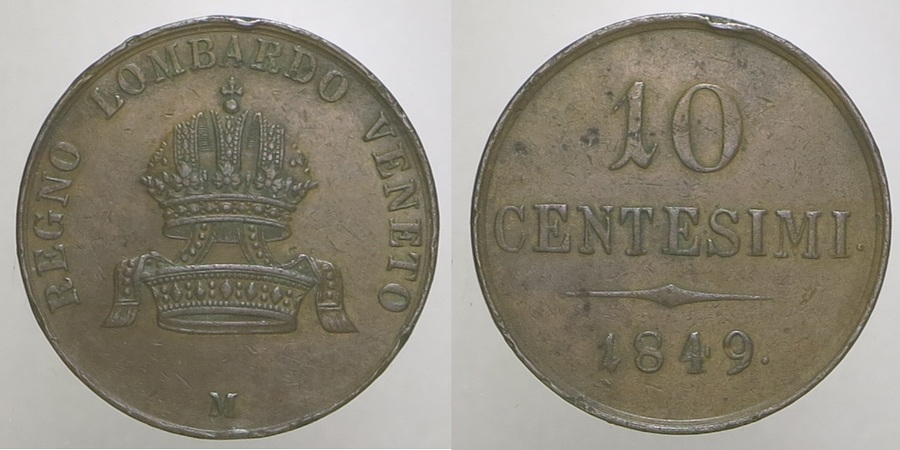 REGNO LOMBARDO VENETO
M
10
CENTESIMI.
1849.